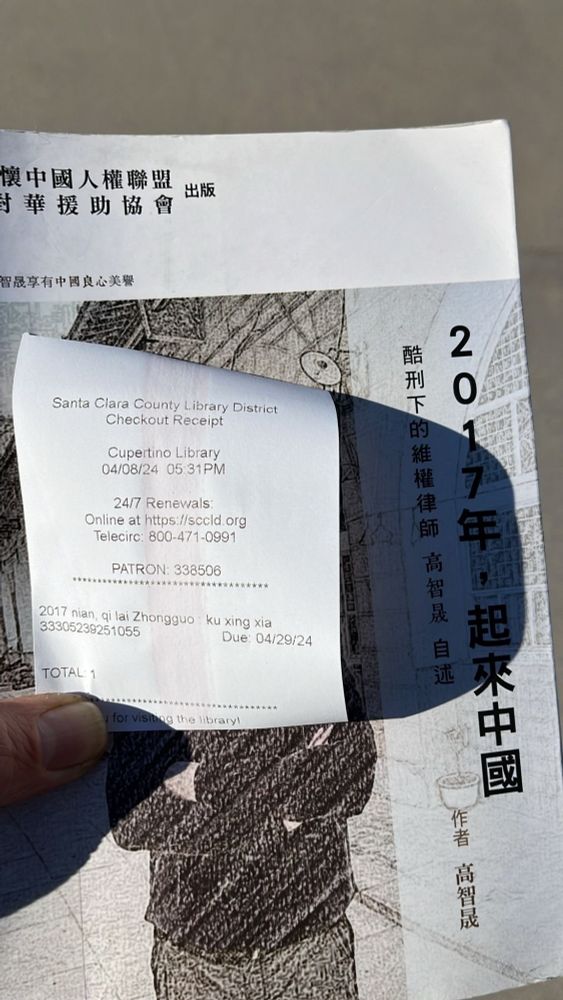 懷中國人權聯盟
對華援助協會
出版
智晟享有中國良心美譽
2017年，起來中國
酷刑下的維權律師 高智晟 自述
作者 高智晟
Santa Clara County Library District
Checkout Receipt
Cupertino Library
04/08/24 05:31PM
24/7 Renewals:
Online at https://sccld.org
Telecirc: 800-471-0991
PATRON: 338506
***********************************
2017 nian, qi lai Zhongguo : ku xing xia
33305239251055 Due: 04/29/24
TOTAL: 1
***********************************
u for visiting the library!